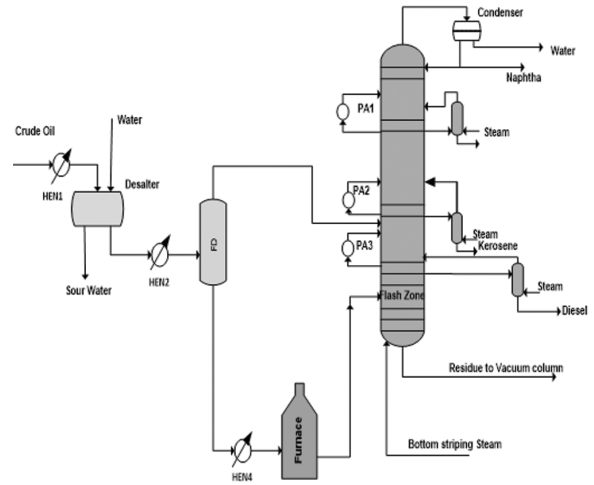 Condenser
Water
Naphtha
PA1
Steam
Crude Oil
Water
HEN1
Desalter
PA2
Steam
Kerosene
FD
PA3
HEN2
Sour Water
Flash Zone
Steam
Diesel
Residue to Vacuum column
Furnace
Bottom striping Steam
HEN4